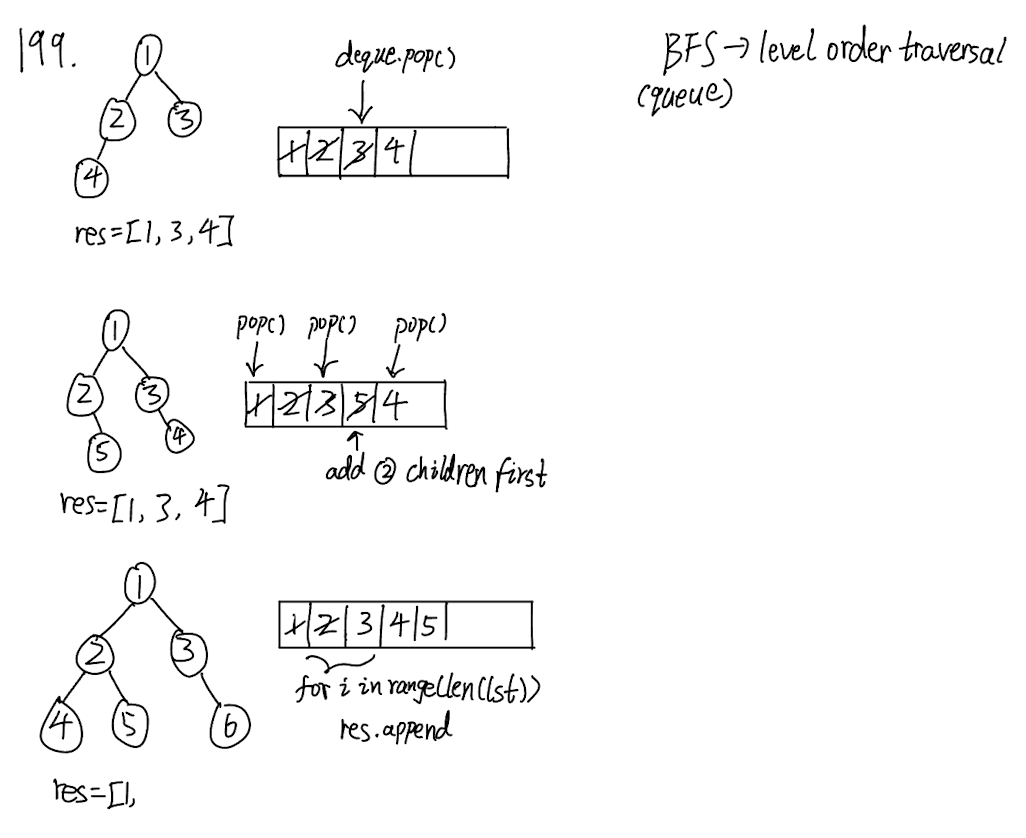 199.
BFS → level order traversal
(queue)
1
2 3
4
deque.pop()
1 2 3 4
res=[1, 3, 4]
1
2 3
5 4
pop() pop() pop()
1 2 3 5 4
add ② children first
res=[1, 3, 4]
1
2 3
4 5 6
1 2 3 4 5
for i in range(len(lst))
res.append
res=[1,